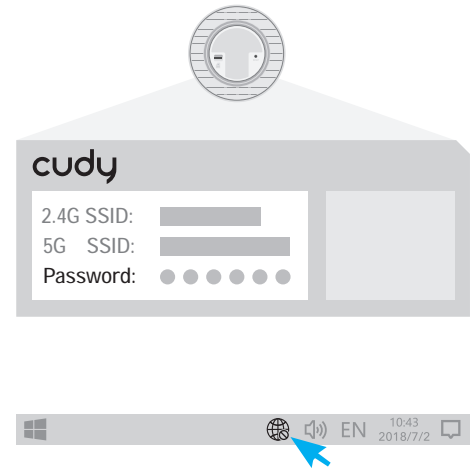 cudy
2.4G SSID:
5G SSID:
Password:
EN
10:43
2018/7/2